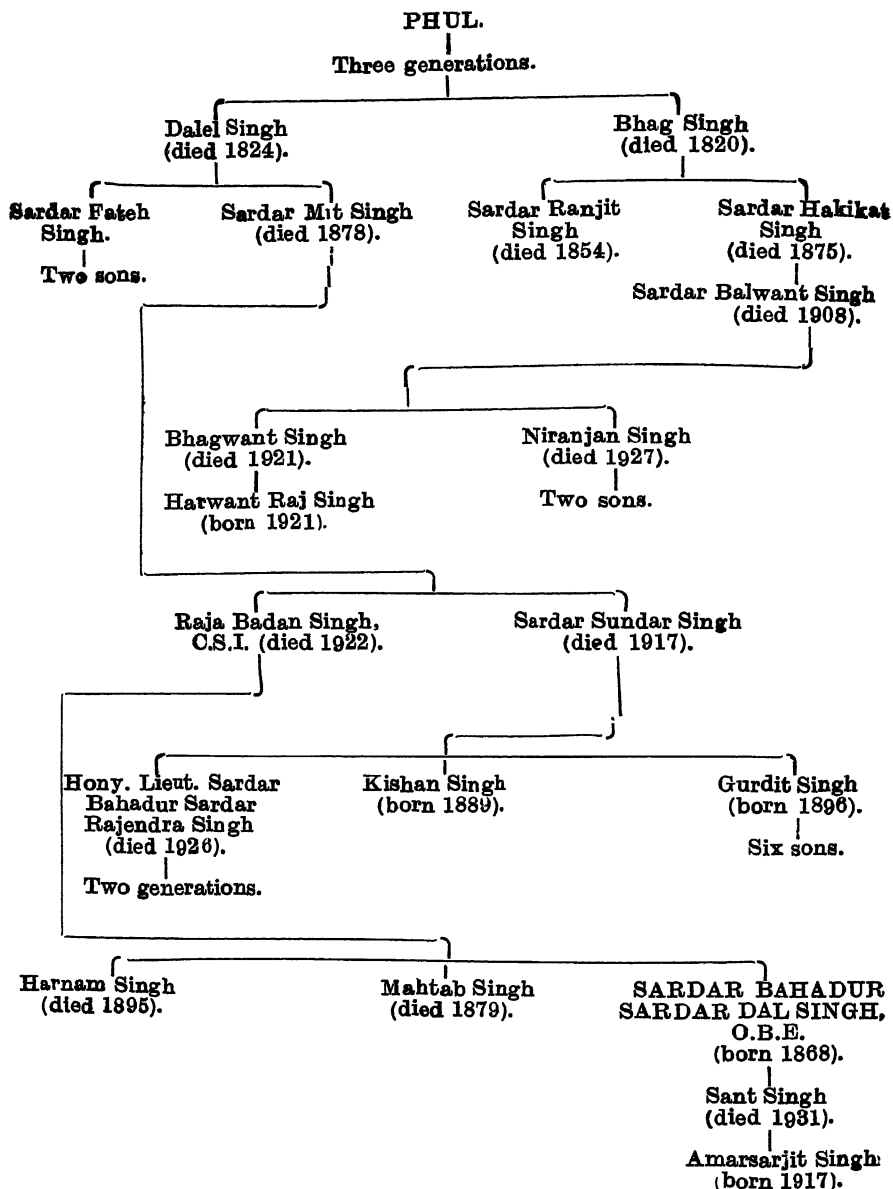 PHUL.
Three generations.
Dalel Singh
(died 1824).
Bhag Singh
(died 1820).
Sardar Fateh
Singh.
Two sons.
Sardar Mit Singh
(died 1878).
Sardar Ranjit
Singh
(died 1854).
Sardar Hakikat
Singh
(died 1875).
Sardar Balwant Singh
(died 1908).
Bhagwant Singh
(died 1921).
Harwant Raj Singh
(born 1921).
Niranjan Singh
(died 1927).
Two sons.
Raja Badan Singh,
C.S.I. (died 1922).
Sardar Sundar Singh
(died 1917).
Hony. Lieut. Sardar
Bahadur Sardar
Rajendra Singh
(died 1926).
Two generations.
Kishan Singh
(born 1889).
Gurdit Singh
(born 1896).
Six sons.
Harnam Singh
(died 1895).
Mahtab Singh
(died 1879).
SARDAR BAHADUR
SARDAR DAL SINGH,
O.B.E.
(born 1868).
Sant Singh
(died 1931).
Amarsarjit Singh
(born 1917).